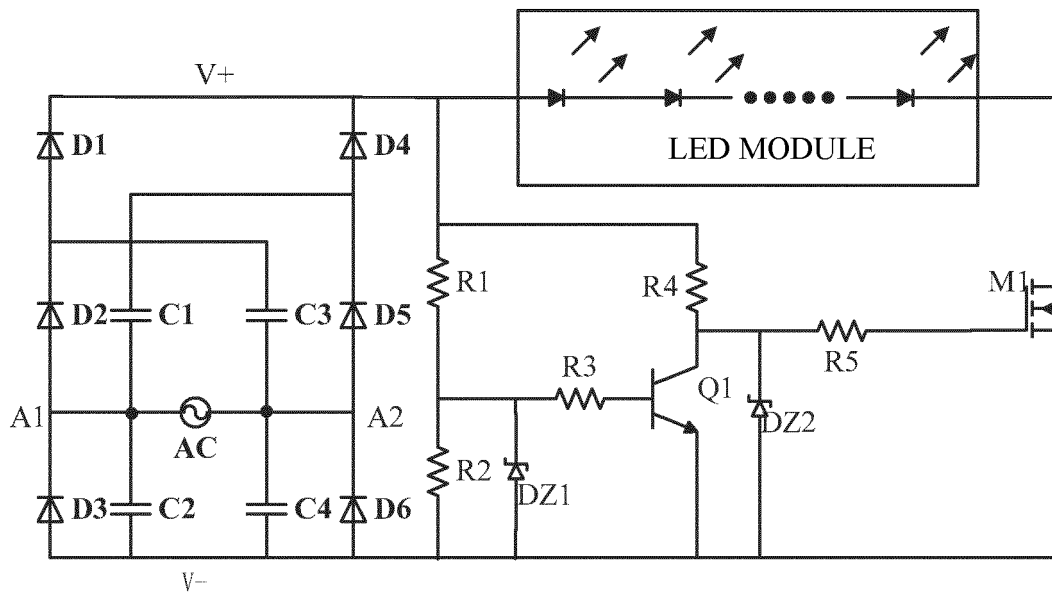 V+
D1
D4
LED MODULE
D2
C1
C3
D5
R1
R4
M1
R5
R3
Q1
A1
AC
A2
DZ2
R2
DZ1
D3
C2
C4
D6
V-